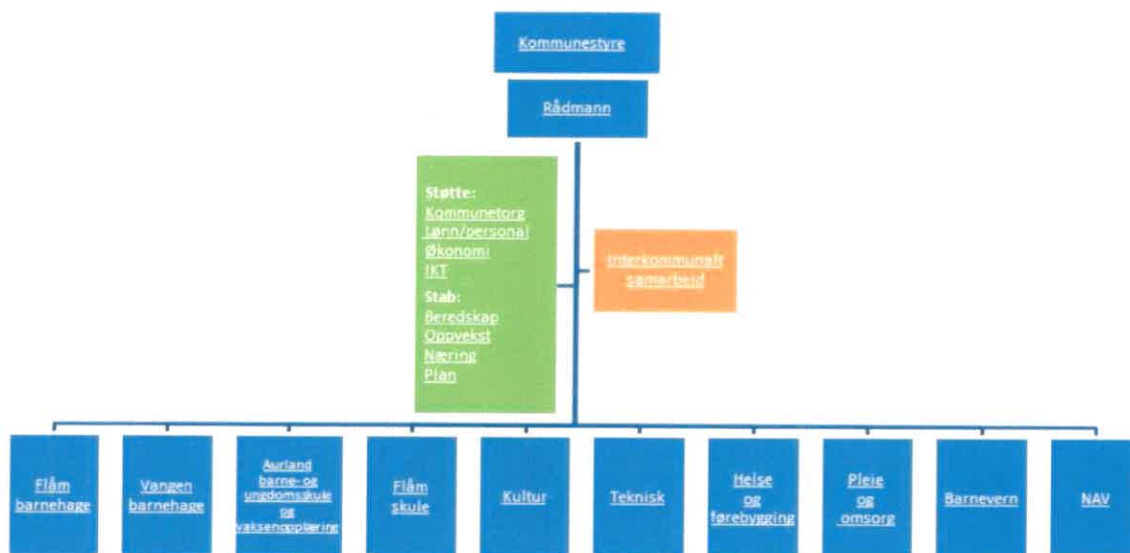 Kommunestyre
Rådmann
Støtte:
Kommunetorg
Lønn/personal
Økonomi
IKT
Stab:
Beredskap
Oppvekst
Næring
Plan
Interkommunalt
samarbeid
Flåm
barnehage
Vangen
barnehage
Aurland
barne- og
ungdomsskule
og
vaksenopplæring
Flåm
skule
Kultur
Teknisk
Helse
og
førebygging
Pleie
og
omsorg
Barnevern
NAV